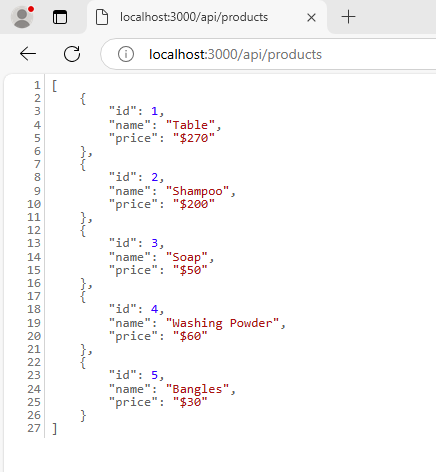 localhost:3000/api/products
localhost:3000/api/products
1 [
2 {
3 "id": 1,
4 "name": "Table",
5 "price": "$270"
6 },
7 {
8 "id": 2,
9 "name": "Shampoo",
10 "price": "$200"
11 },
12 {
13 "id": 3,
14 "name": "Soap",
15 "price": "$50"
16 },
17 {
18 "id": 4,
19 "name": "Washing Powder",
20 "price": "$60"
21 },
22 {
23 "id": 5,
24 "name": "Bangles",
25 "price": "$30"
26 }
27 ]